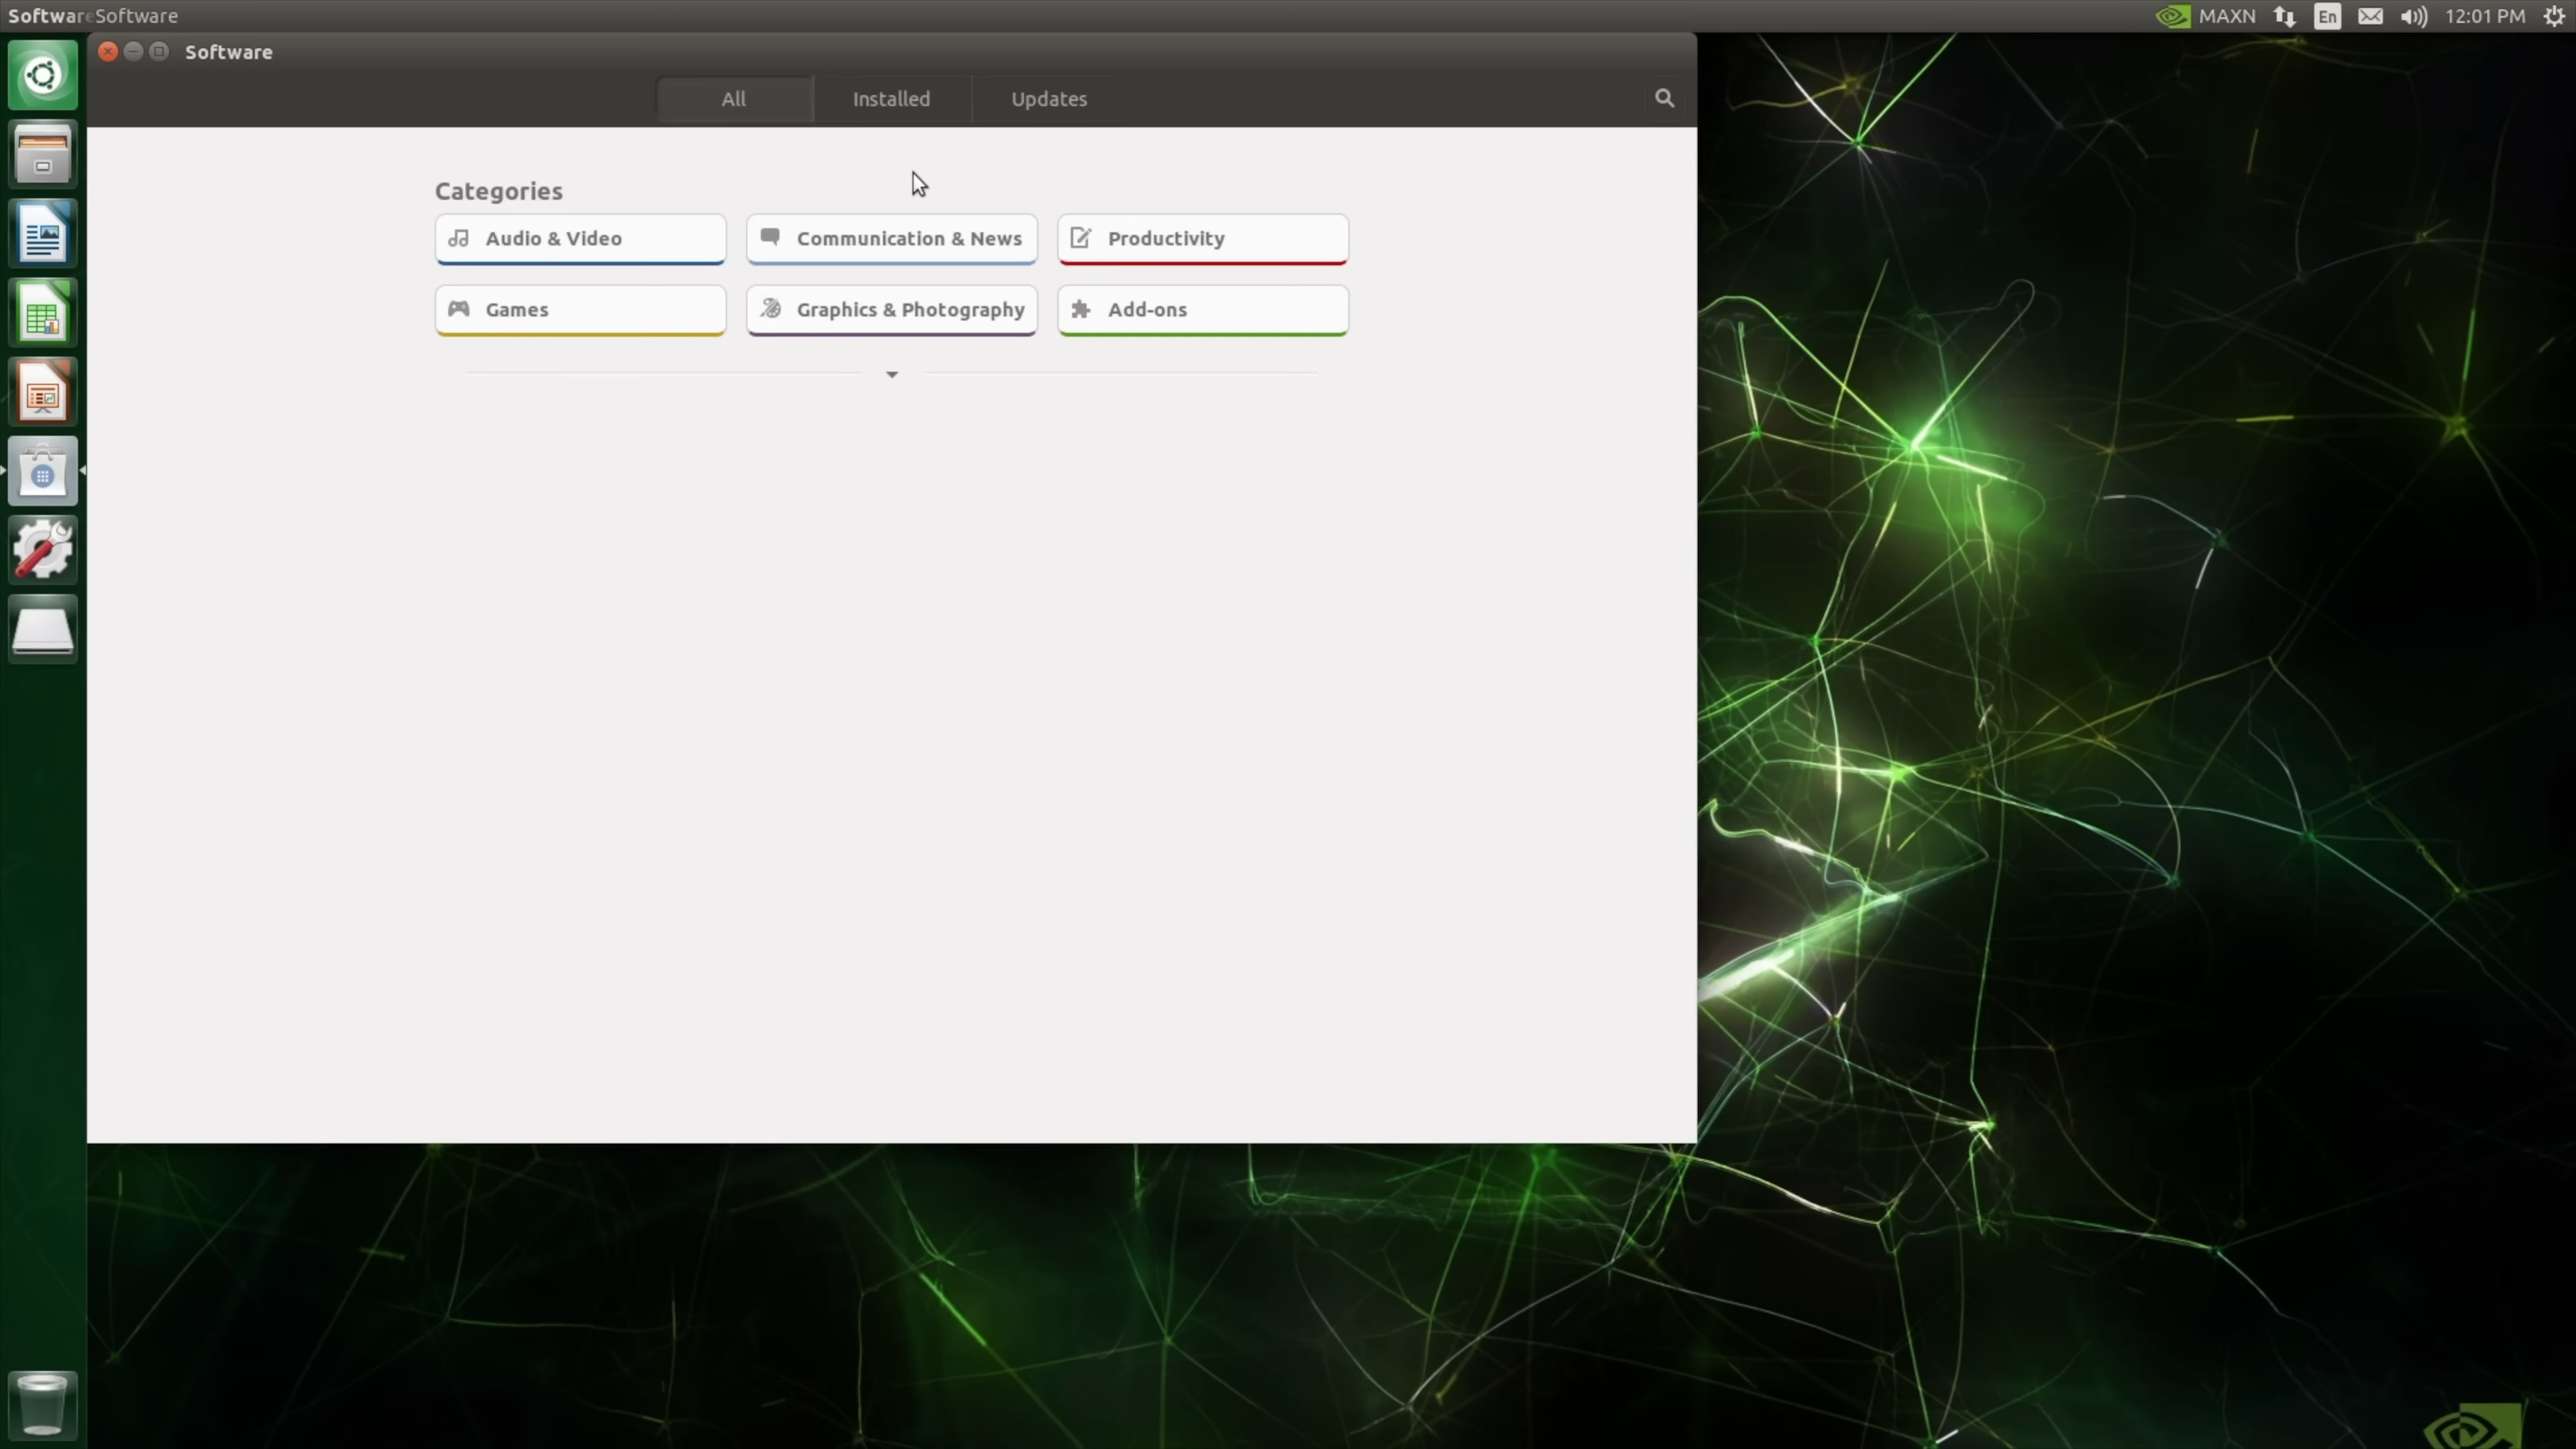 SoftwarSoftware
MAXN
En
12:01 PM
Software
All
Installed
Updates
Categories
Audio & Video
Communication & News
Productivity
Games
Graphics & Photography
Add-ons